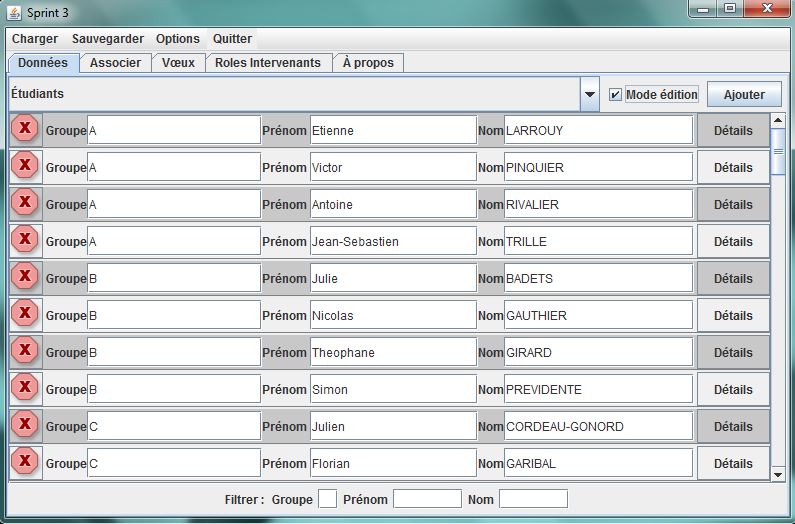 Sprint 3
Charger Sauvegarder Options Quitter
Données Associer Vœux Roles Intervenants À propos
Étudiants Mode édition Ajouter
X Groupe A Prénom Etienne Nom LARROUY Détails
X Groupe A Prénom Victor Nom PINQUIER Détails
X Groupe A Prénom Antoine Nom RIVALIER Détails
X Groupe A Prénom Jean-Sebastien Nom TRILLE Détails
X Groupe B Prénom Julie Nom BADETS Détails
X Groupe B Prénom Nicolas Nom GAUTHIER Détails
X Groupe B Prénom Theophane Nom GIRARD Détails
X Groupe B Prénom Simon Nom PREVIDENTE Détails
X Groupe C Prénom Julien Nom CORDEAU-GONORD Détails
X Groupe C Prénom Florian Nom GARIBAL Détails
Filtrer : Groupe Prénom Nom